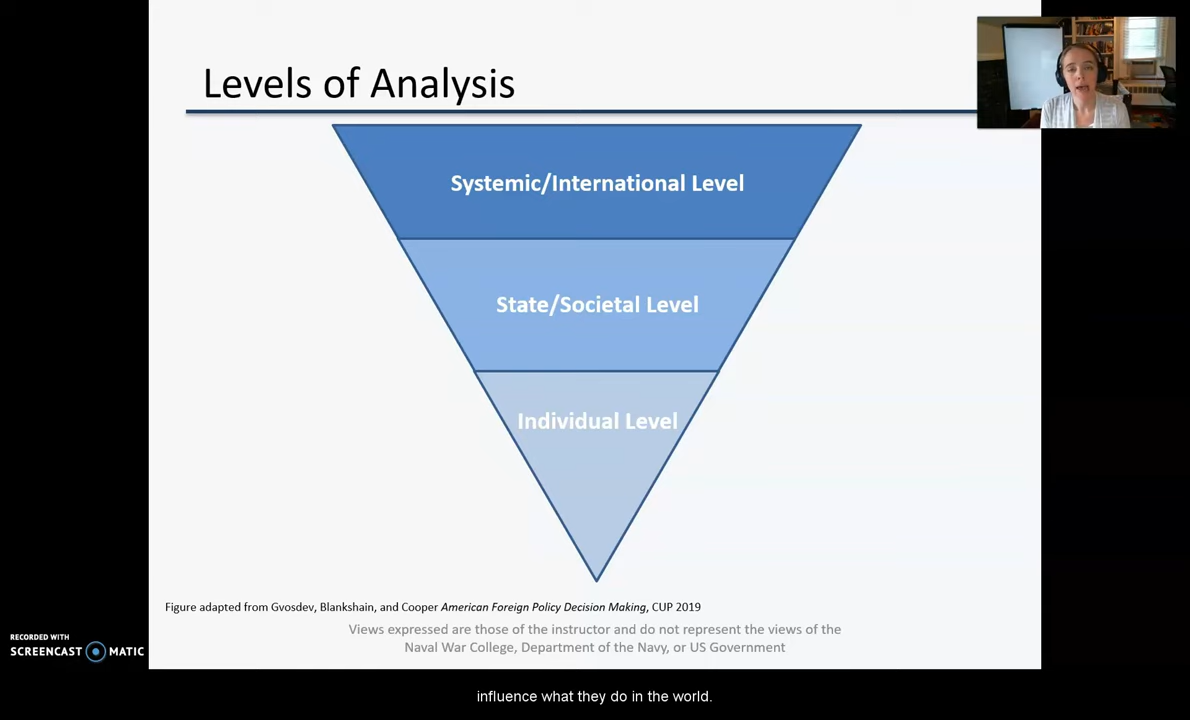 Levels of Analysis
Systemic/International Level
State/Societal Level
Individual Level
Figure adapted from Gvosdev, Blankshain, and Cooper American Foreign Policy Decision Making, CUP 2019
Views expressed are those of the instructor and do not represent the views of the
Naval War College, Department of the Navy, or US Government
RECORDED WITH
SCREENCAST MATIC
influence what they do in the world.